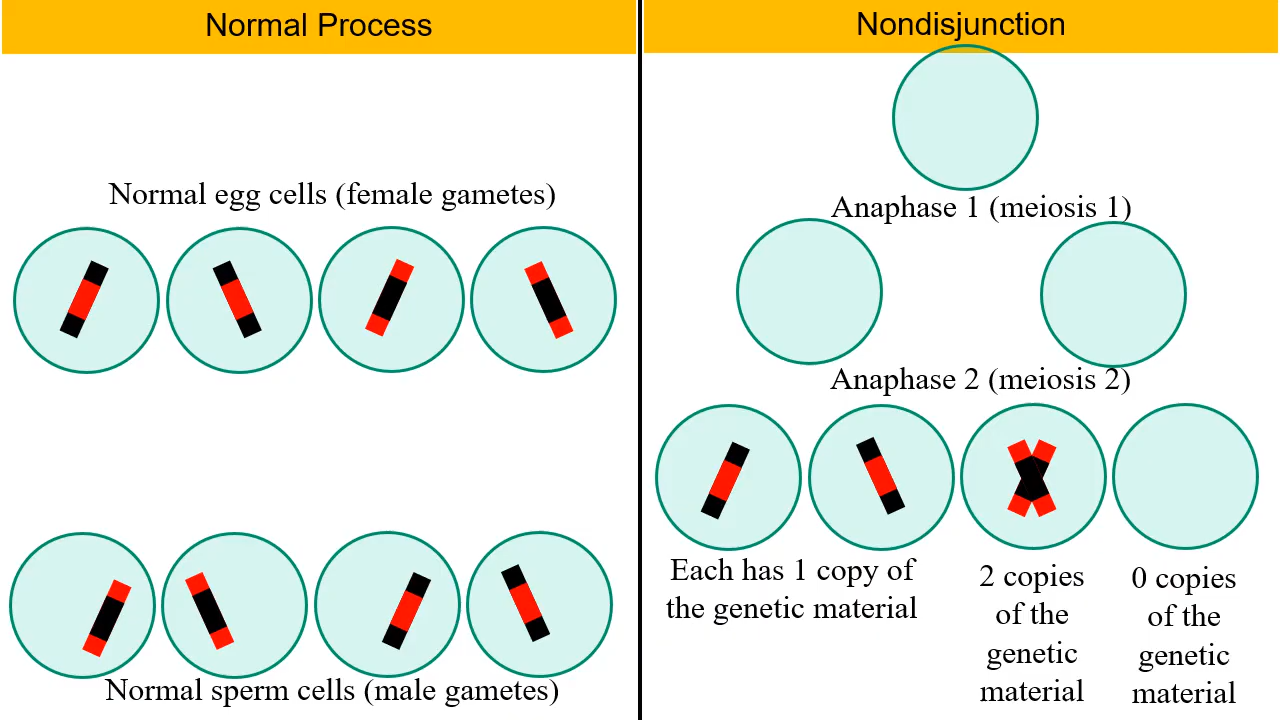 Normal Process
Normal egg cells (female gametes)
Normal sperm cells (male gametes)
Nondisjunction
Anaphase 1 (meiosis 1)
Anaphase 2 (meiosis 2)
Each has 1 copy of
the genetic material
2 copies
of the
genetic
material
0 copies
of the
genetic
material